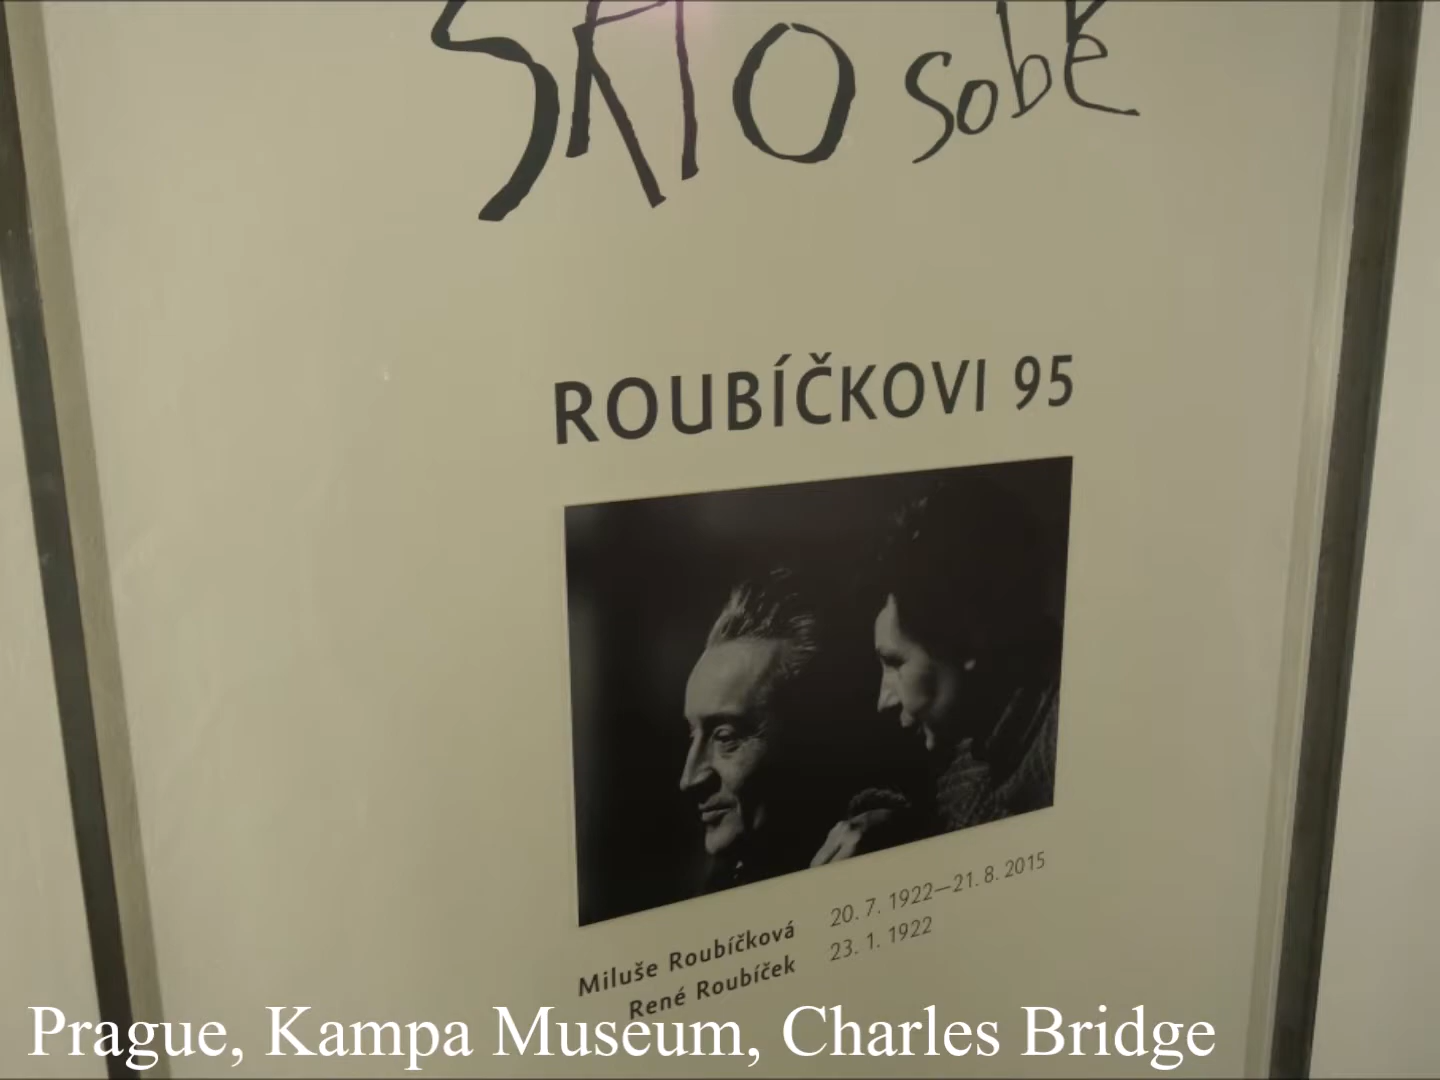 sobě
ROUBÍČKOVI 95
Miluše Roubíčková 20. 7. 1922—21. 8. 2015
René Roubíček 23. 1. 1922
Prague, Kampa Museum, Charles Bridge